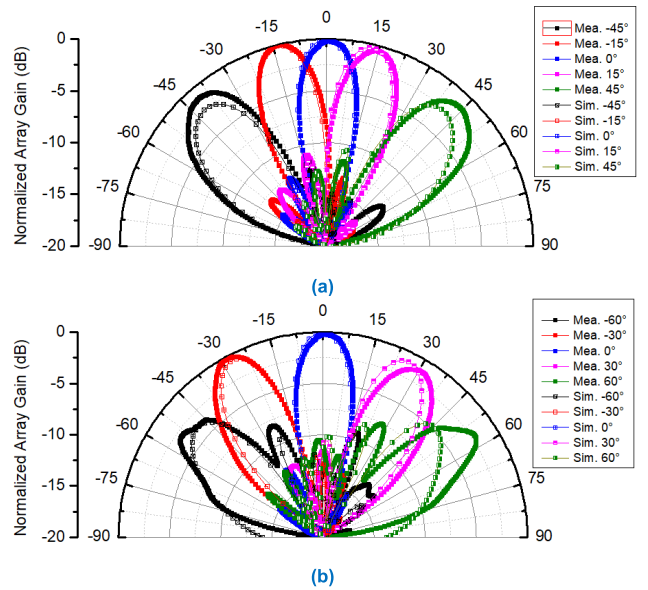 0
-15
15
-30
30
-45
45
-60
60
-75
75
-90
90
0
-5
-10
-15
-20
Normalized Array Gain (dB)
Mea. -45°
Mea. -15°
Mea. 0°
Mea. 15°
Mea. 45°
Sim. -45°
Sim. -15°
Sim. 0°
Sim. 15°
Sim. 45°
(a)
0
-15
15
-30
30
-45
45
-60
60
-75
75
-90
90
0
-5
-10
-15
-20
Normalized Array Gain (dB)
Mea. -60°
Mea. -30°
Mea. 0°
Mea. 30°
Mea. 60°
Sim. -60°
Sim. -30°
Sim. 0°
Sim. 30°
Sim. 60°
(b)